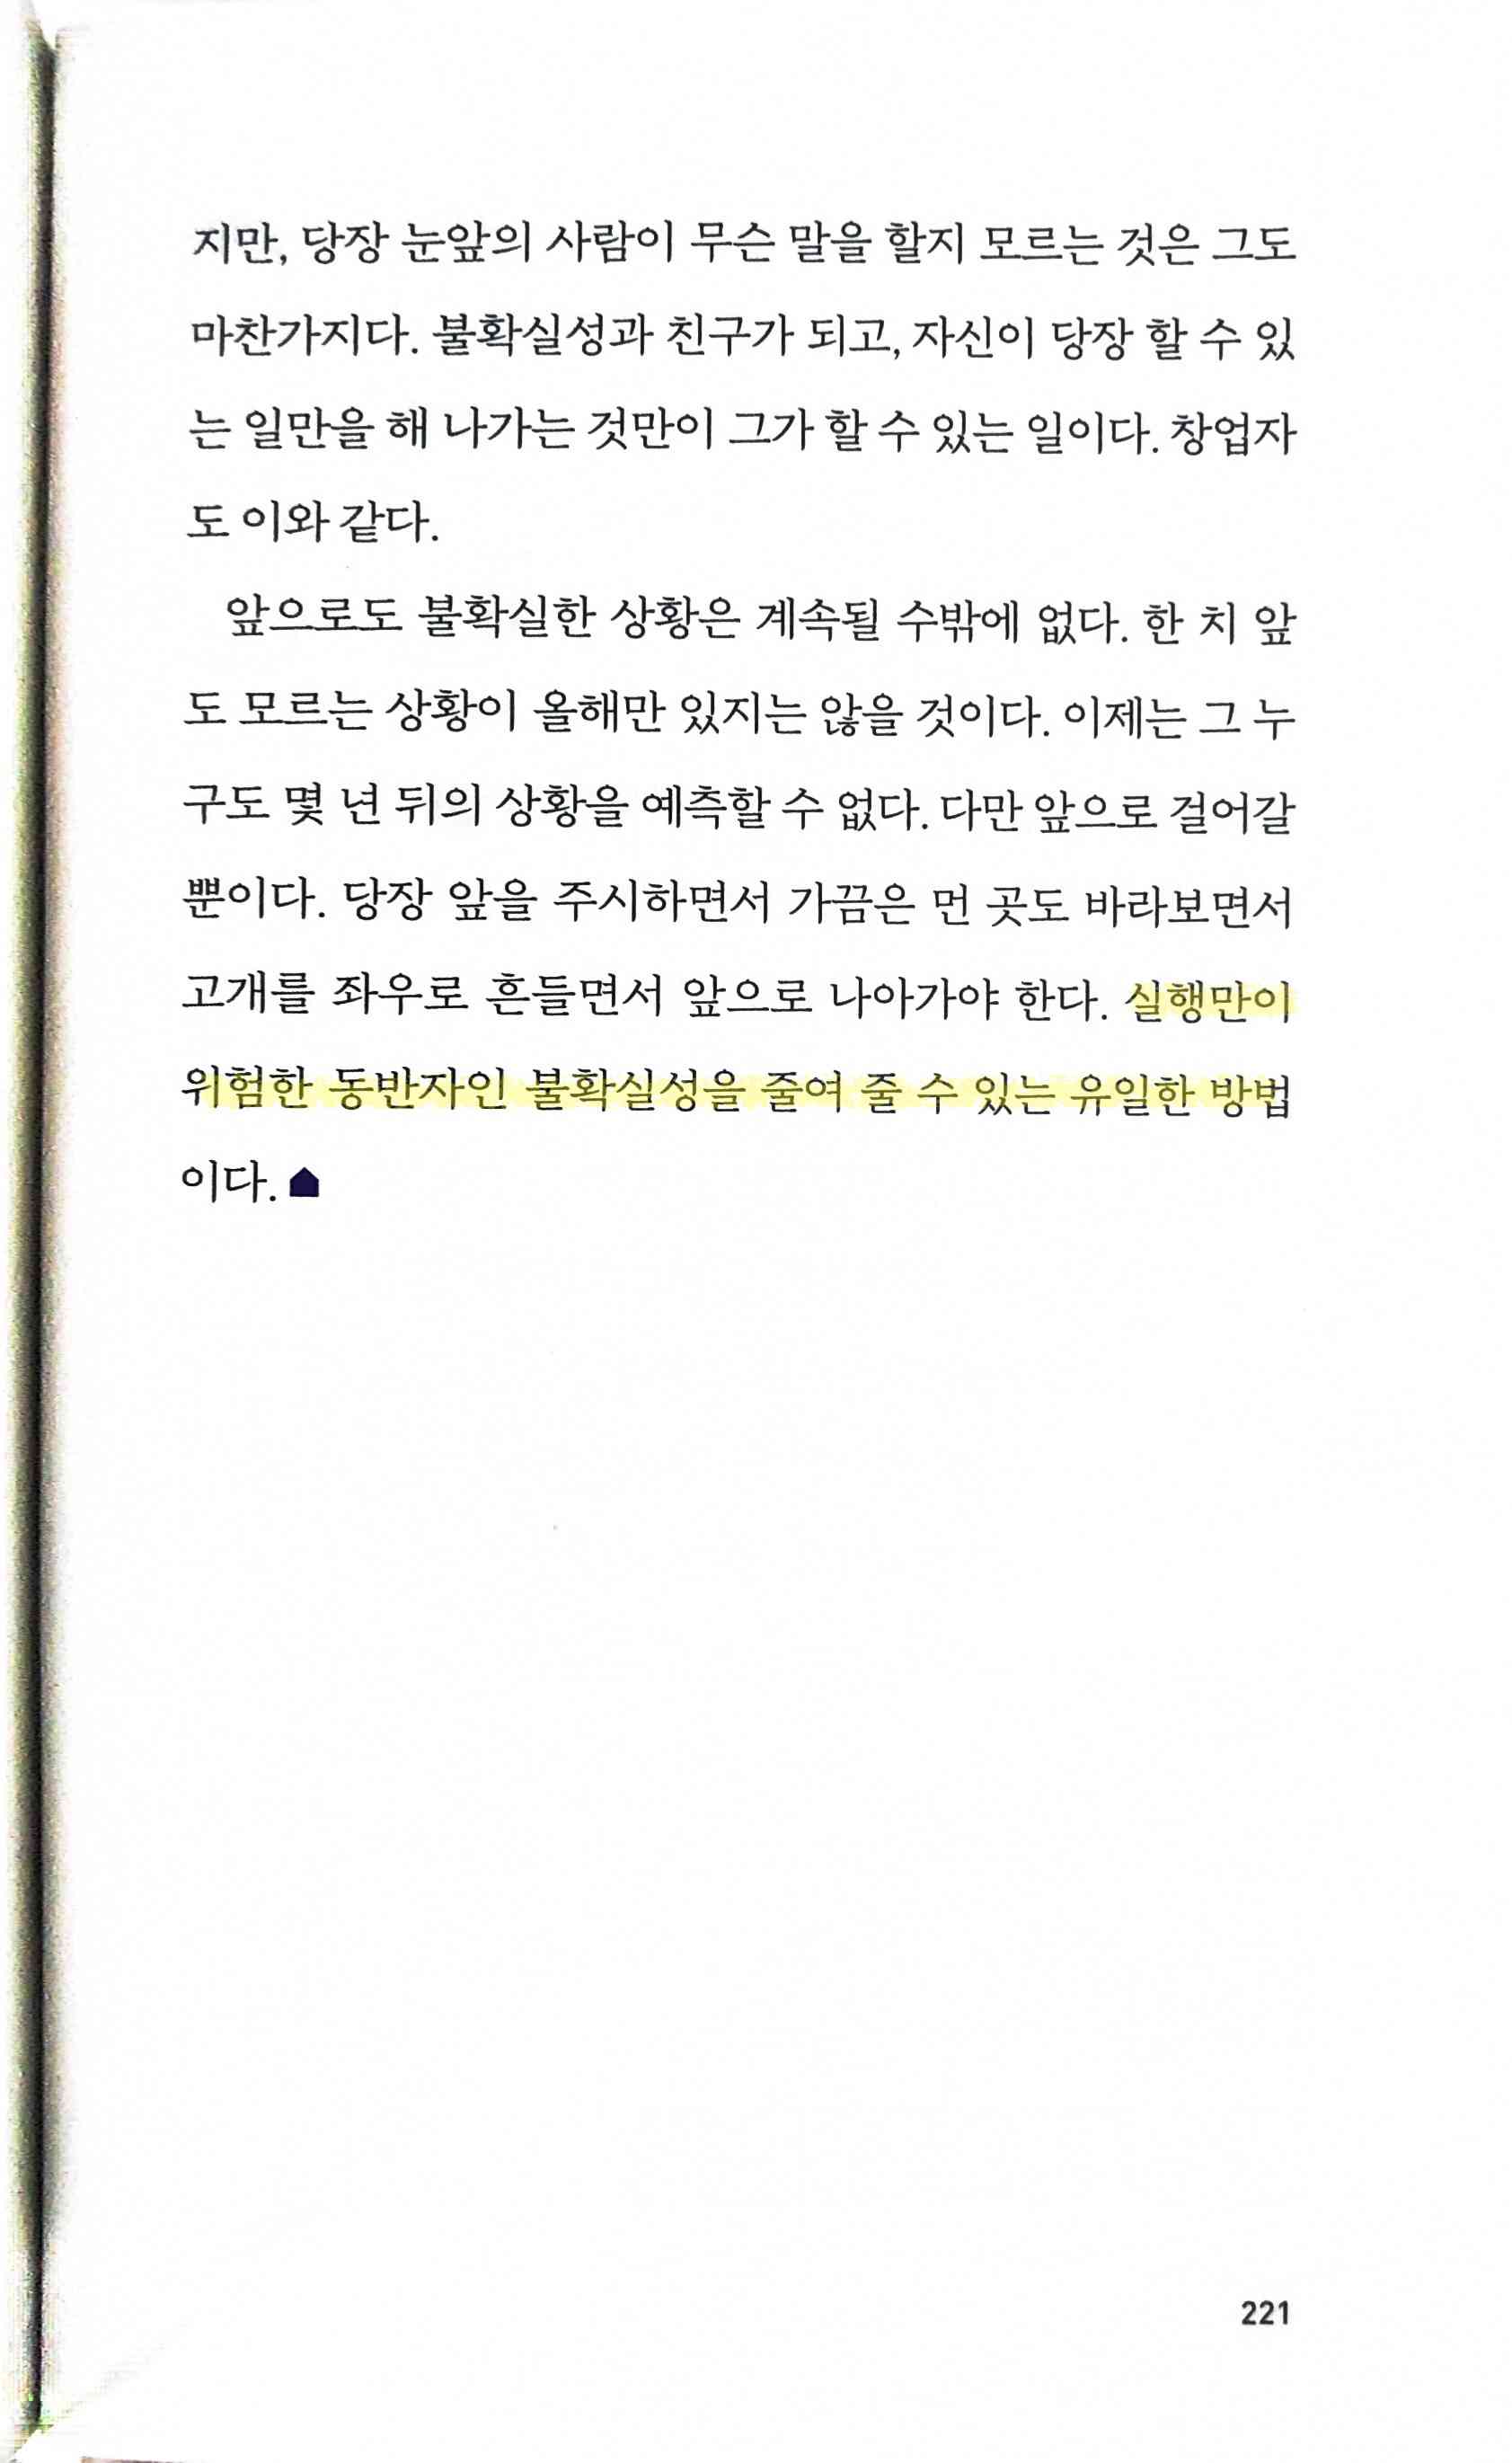 지만, 당장 눈앞의 사람이 무슨 말을 할지 모르는 것은 그도
마찬가지다. 불확실성과 친구가 되고, 자신이 당장 할 수 있
는 일만을 해 나가는 것만이 그가 할 수 있는 일이다. 창업자
도 이와 같다.
앞으로도 불확실한 상황은 계속될 수밖에 없다. 한 치 앞
도 모르는 상황이 올해만 있지는 않을 것이다. 이제는 그 누
구도 몇 년 뒤의 상황을 예측할 수 없다. 다만 앞으로 걸어갈
뿐이다. 당장 앞을 주시하면서 가끔은 먼 곳도 바라보면서
고개를 좌우로 흔들면서 앞으로 나아가야 한다. 실행만이
위험한 동반자인 불확실성을 줄여 줄 수 있는 유일한 방법
이다.
221